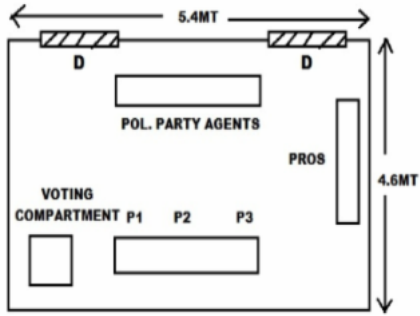 5.4MT
D
D
POL. PARTY AGENTS
PROS
4.6MT
VOTING
COMPARTMENT P1 P2 P3